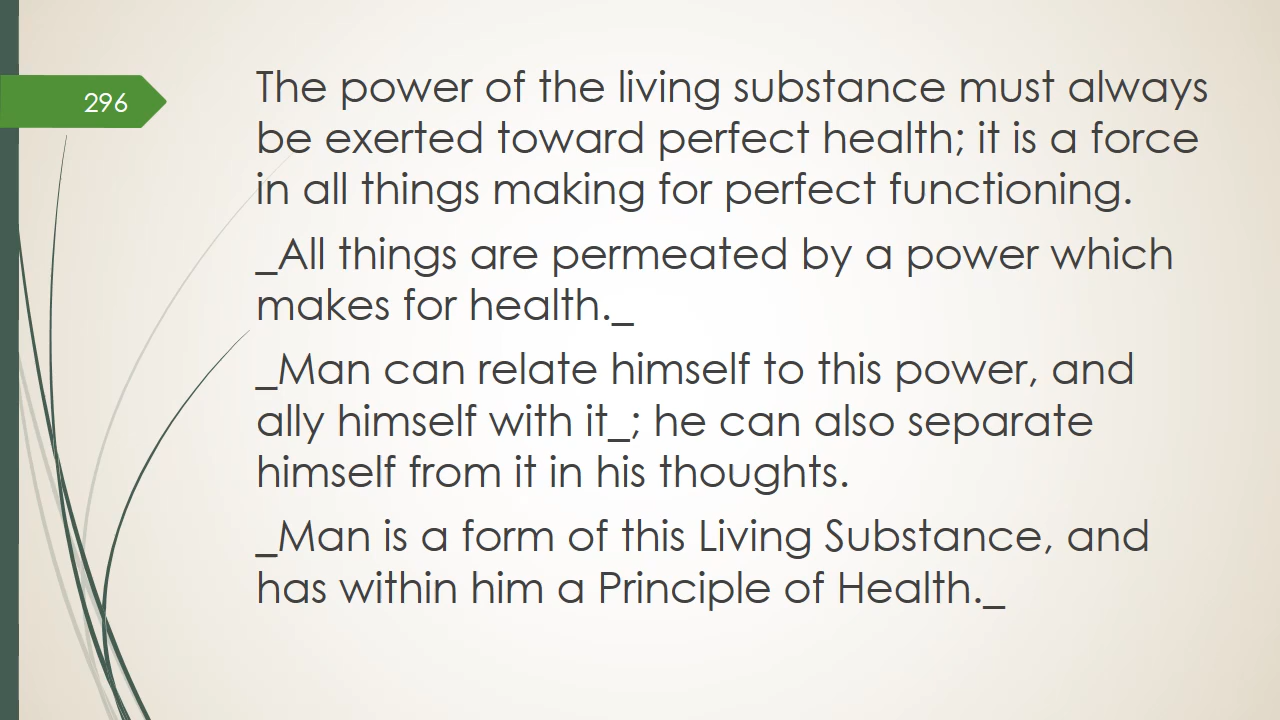 296
The power of the living substance must always
be exerted toward perfect health; it is a force
in all things making for perfect functioning.
_All things are permeated by a power which
makes for health._
_Man can relate himself to this power, and
ally himself with it_; he can also separate
himself from it in his thoughts.
_Man is a form of this Living Substance, and
has within him a Principle of Health._